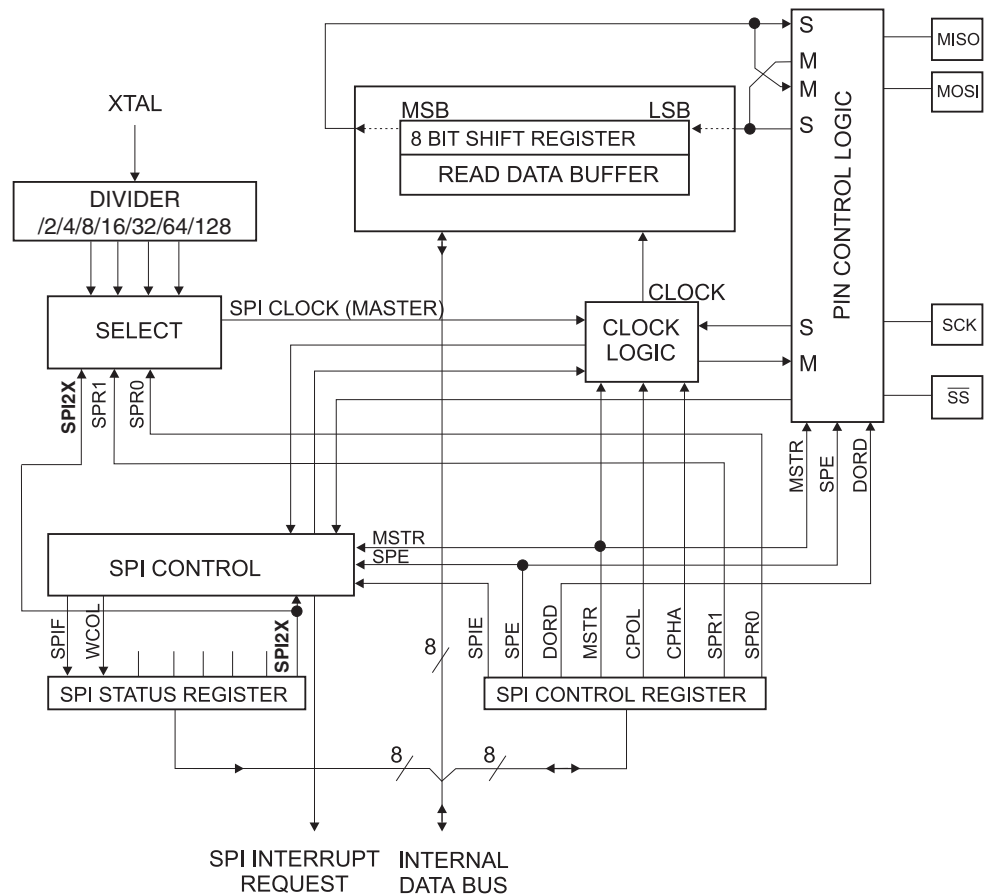 S
MISO
M
XTAL
MSB
LSB
M
MOSI
8 BIT SHIFT REGISTER
S
READ DATA BUFFER
PIN CONTROL LOGIC
DIVIDER
/2/4/8/16/32/64/128
SPI CLOCK (MASTER)
CLOCK
SELECT
CLOCK
LOGIC
S
SCK
M
SPI2X
SPR1
SPR0
SS
MSTR
SPE
DORD
MSTR
SPE
SPI CONTROL
SPIF
WCOL
SPI2X
8
SPIE
SPE
DORD
MSTR
CPOL
CPHA
SPR1
SPR0
SPI STATUS REGISTER
SPI CONTROL REGISTER
8
8
SPI INTERRUPT
REQUEST
INTERNAL
DATA BUS